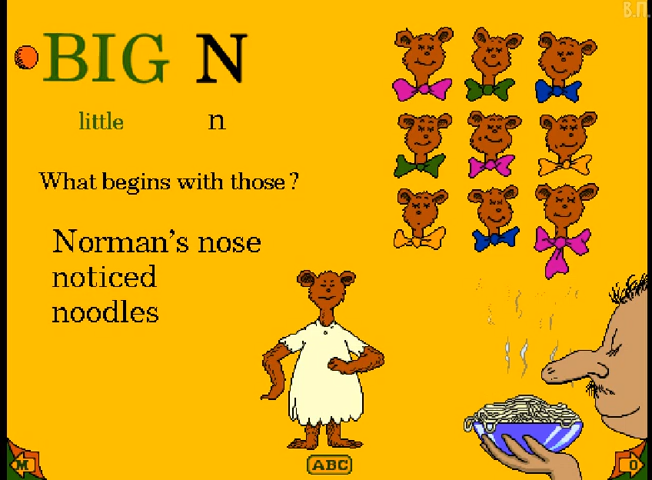 BIG N
little n
What begins with those?
Norman's nose
noticed
noodles
M
ABC
O
В.П.